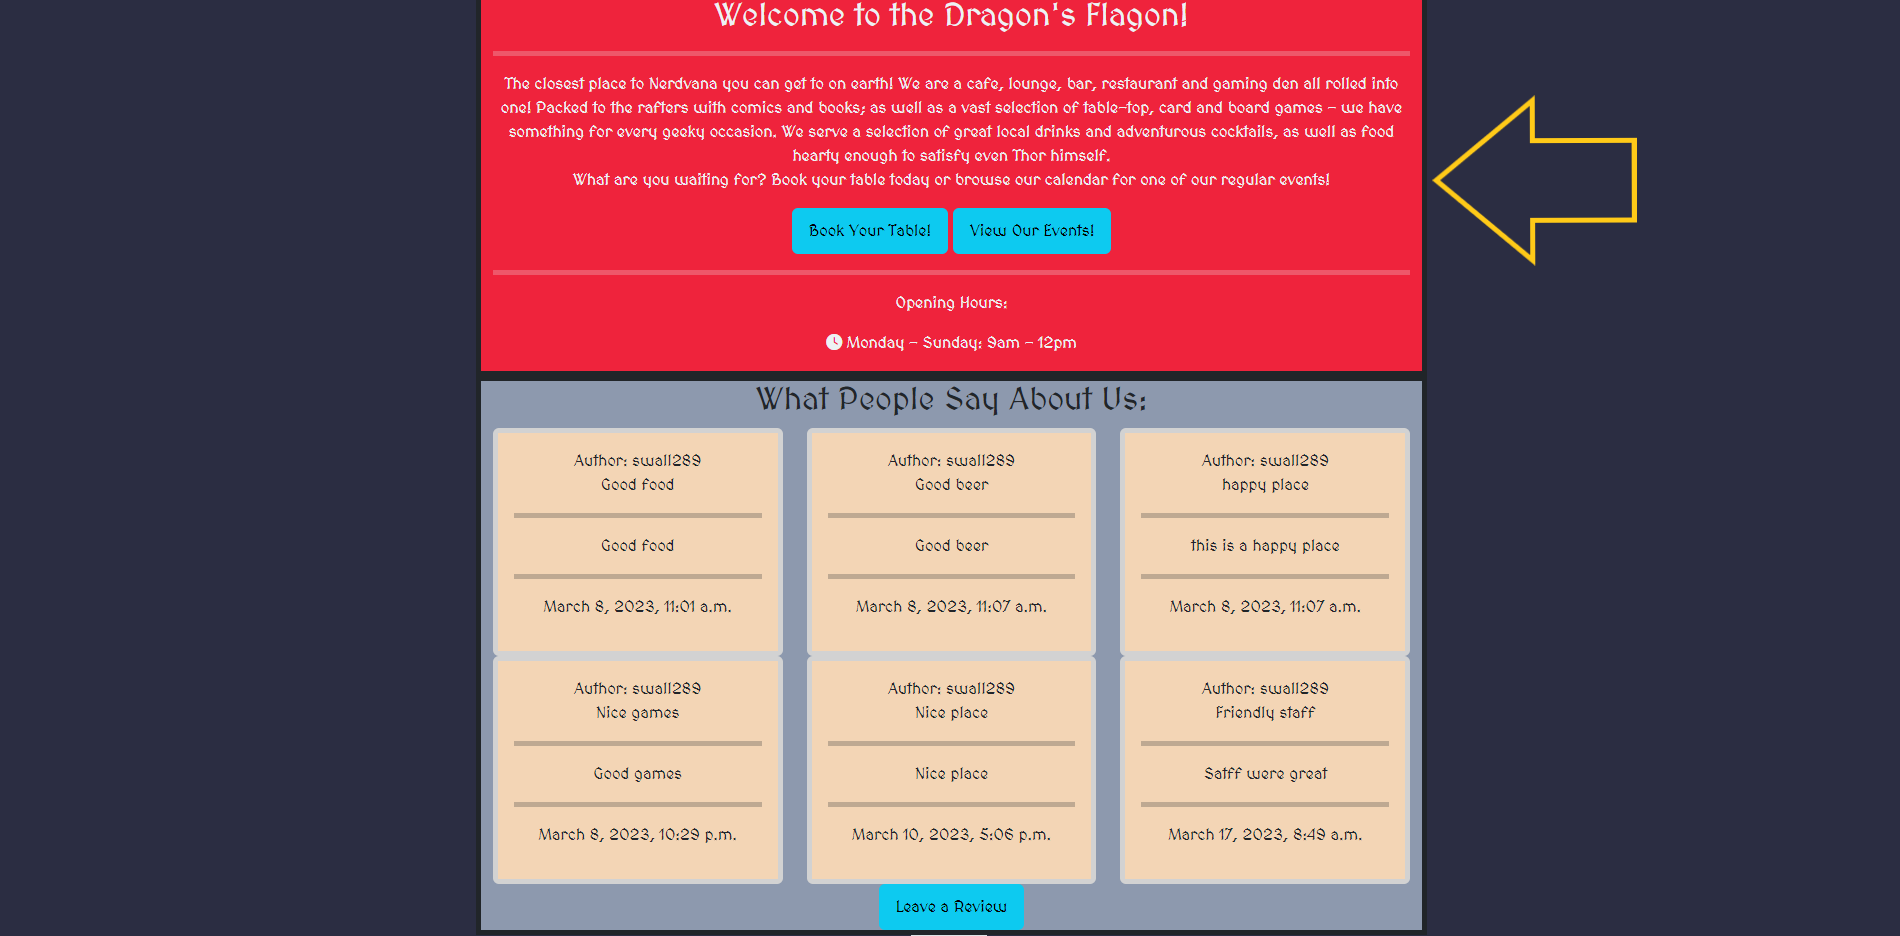 Welcome to the Dragon's Flagon!
The closest place to Nerdvana you can get to on earth! We are a cafe, lounge, bar, restaurant and gaming den all rolled into
one! Packed to the rafters with comics and books; as well as a vast selection of table-top, card and board games - we have
something for every geeky occasion. We serve a selection of great local drinks and adventurous cocktails, as well as food
hearty enough to satisfy even Thor himself.
What are you waiting for? Book your table today or browse our calendar for one of our regular events!
Book Your Table!
View Our Events!
Opening Hours:
Monday - Sunday: 9am - 12pm
What People Say About Us:
Author: swall289
Good food
Good food
March 8, 2023, 11:01 a.m.
Author: swall289
Good beer
Good beer
March 8, 2023, 11:07 a.m.
Author: swall289
happy place
this is a happy place
March 8, 2023, 11:07 a.m.
Author: swall289
Nice games
Good games
March 8, 2023, 10:29 p.m.
Author: swall289
Nice place
Nice place
March 10, 2023, 5:06 p.m.
Author: swall289
Friendly staff
Satff were great
March 17, 2023, 8:49 a.m.
Leave a Review